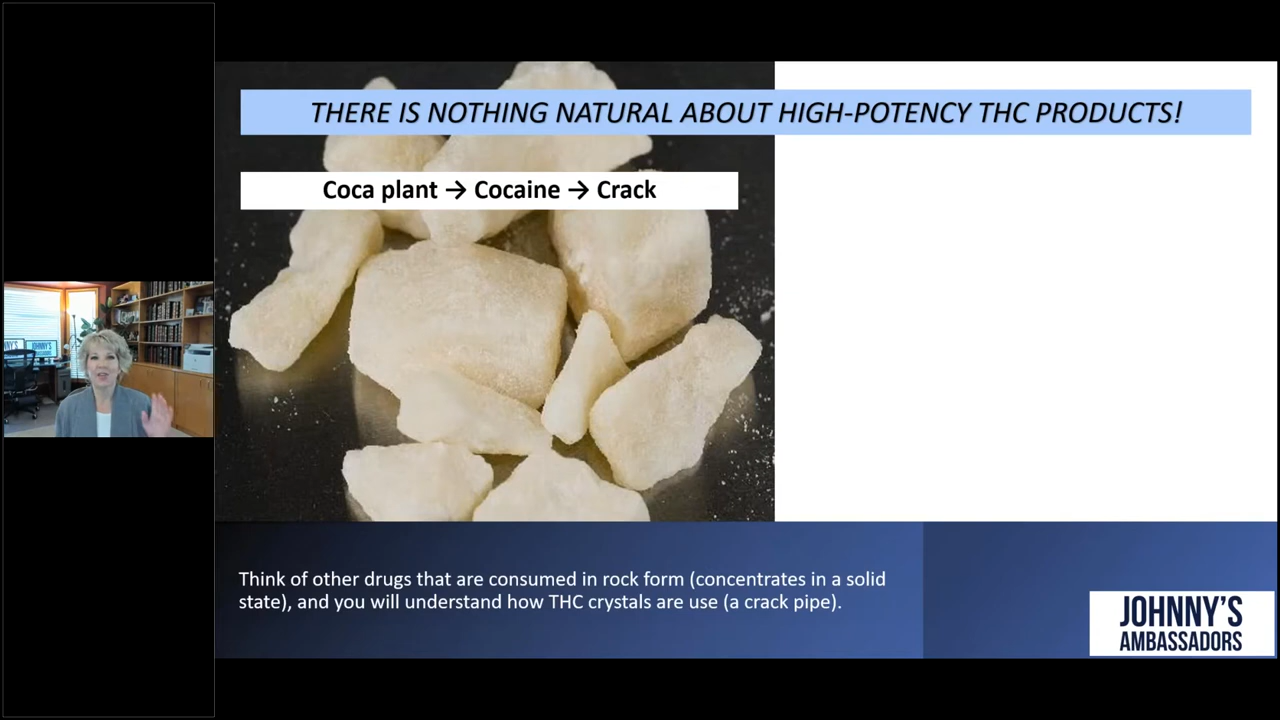 THERE IS NOTHING NATURAL ABOUT HIGH-POTENCY THC PRODUCTS!
Coca plant → Cocaine → Crack
Think of other drugs that are consumed in rock form (concentrates in a solid
state), and you will understand how THC crystals are use (a crack pipe).
JOHNNY'S
AMBASSADORS